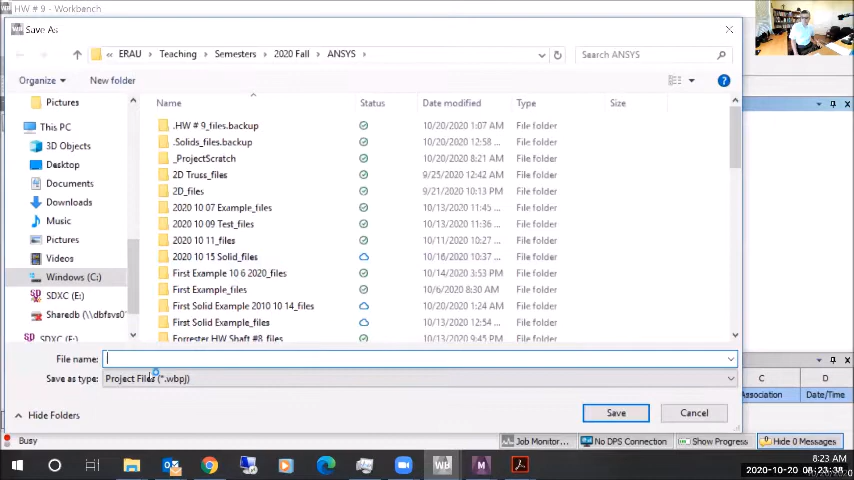 HW # 9 - Workbench
Save As
« ERAU > Teaching > Semesters > 2020 Fall > ANSYS >
Search ANSYS
Organize
New folder
Name Status Date modified Type Size
Pictures
This PC
3D Objects
Desktop
Documents
Downloads
Music
Pictures
Videos
Windows (C:)
SDXC (E:)
Sharedb (\\dbfsvs0
SDXC (F:)
.HW # 9_files.backup 10/20/2020 1:07 AM File folder
.Solids_files.backup 10/20/2020 12:58 ... File folder
_ProjectScratch 10/20/2020 8:21 AM File folder
2D Truss_files 9/25/2020 12:42 AM File folder
2D_files 9/21/2020 10:13 PM File folder
2020 10 07 Example_files 10/13/2020 11:45 ... File folder
2020 10 09 Test_files 10/13/2020 11:36 ... File folder
2020 10 11_files 10/11/2020 10:27 ... File folder
2020 10 15 Solid_files 10/16/2020 10:37 ... File folder
First Example 10 6 2020_files 10/14/2020 3:53 PM File folder
First Example_files 10/6/2020 8:30 AM File folder
First Solid Example 2010 10 14_files 10/20/2020 1:24 AM File folder
First Solid Example_files 10/13/2020 12:54 ... File folder
Forrester HW Shaft #8_files 10/13/2020 9:45 PM File folder
File name:
Save as type: Project Files (*.wbpj)
Hide Folders
Save
Cancel
C D
Association Date/Time
Busy
Job Monitor...
No DPS Connection
Show Progress
Hide 0 Messages
8:23 AM
2020-10-20 08:23:38